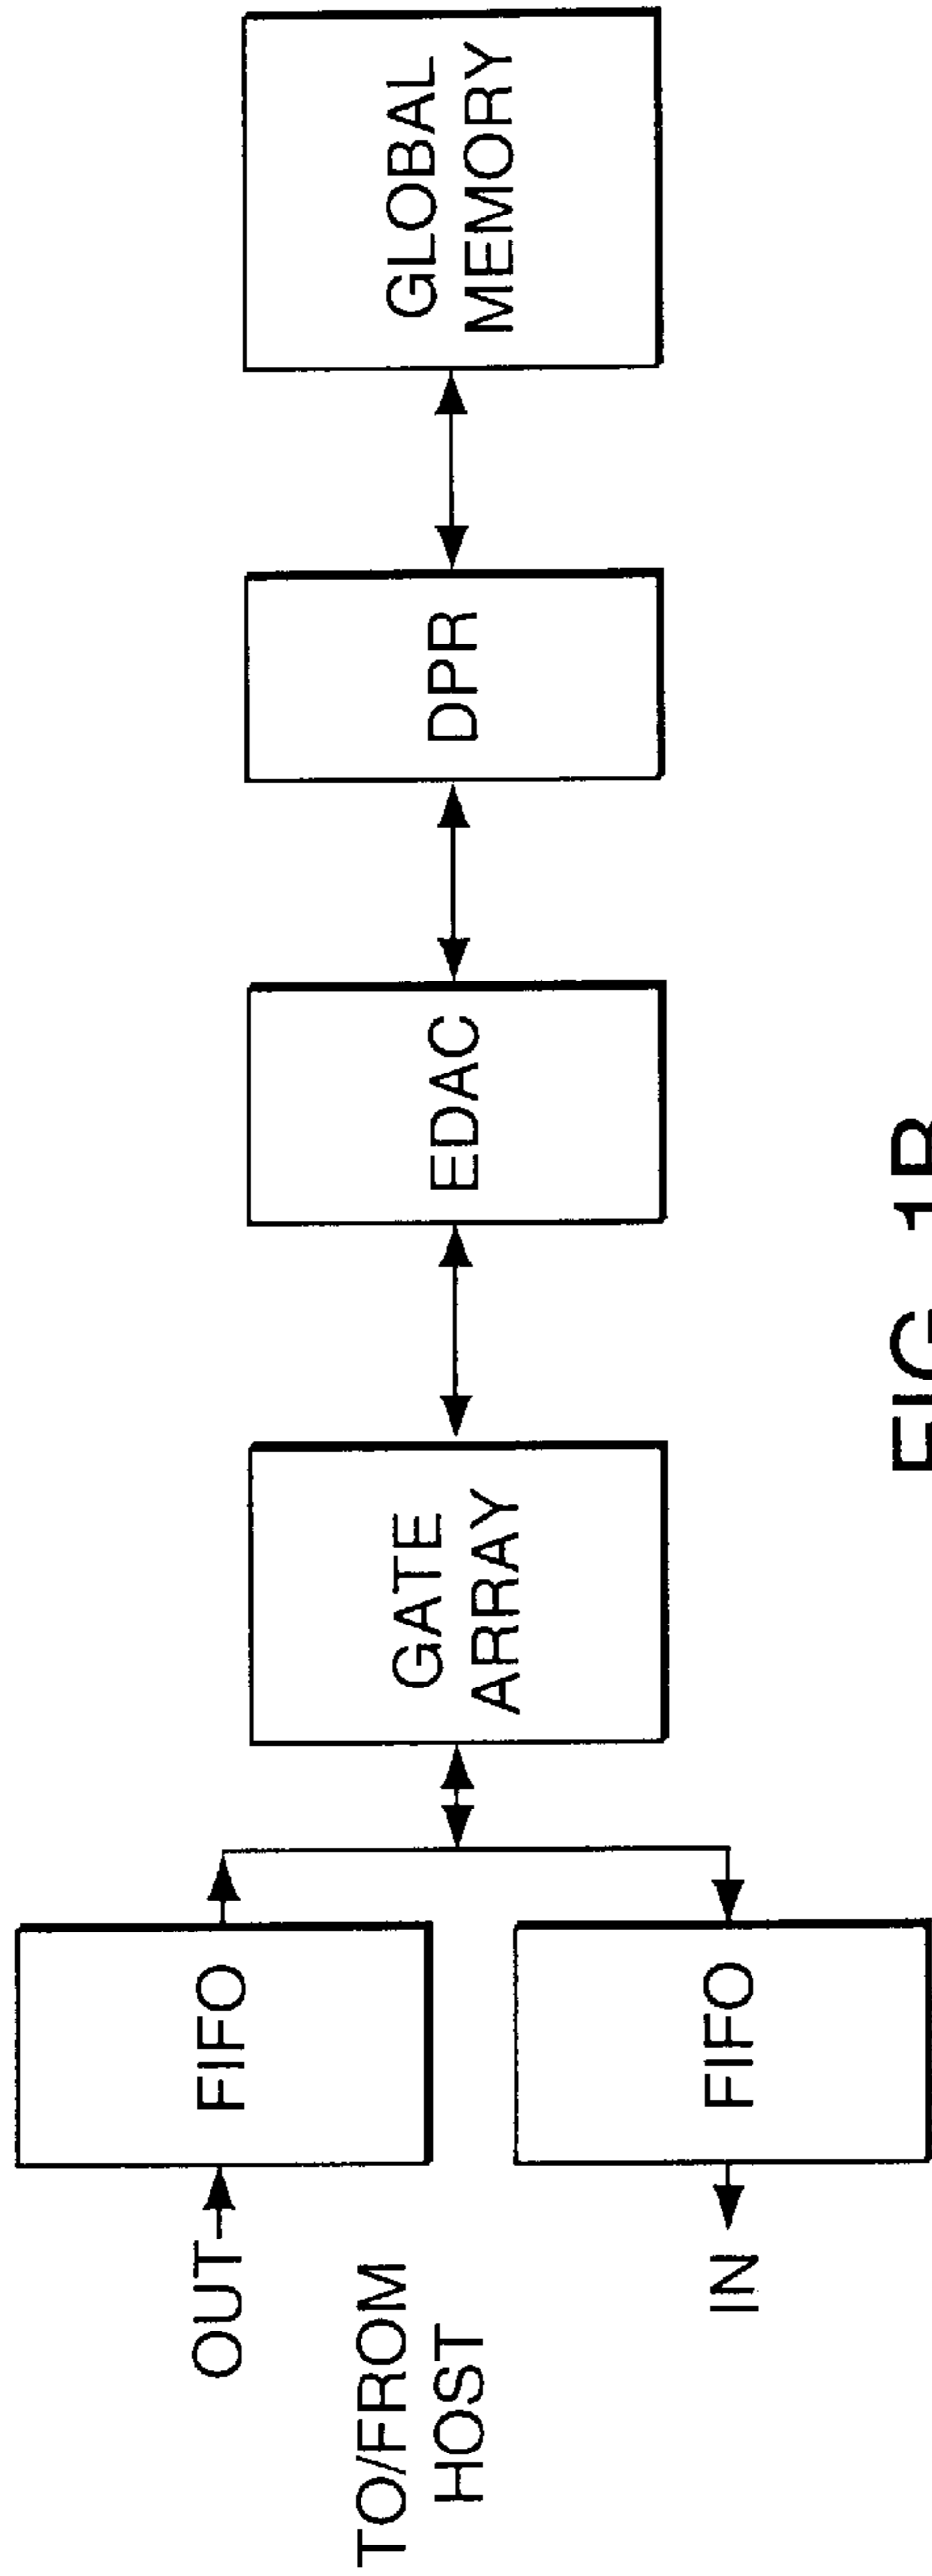 OUT
TO/FROM
HOST
IN
FIFO
FIFO
GATE
ARRAY
EDAC
DPR
GLOBAL
MEMORY
FIG. 1B